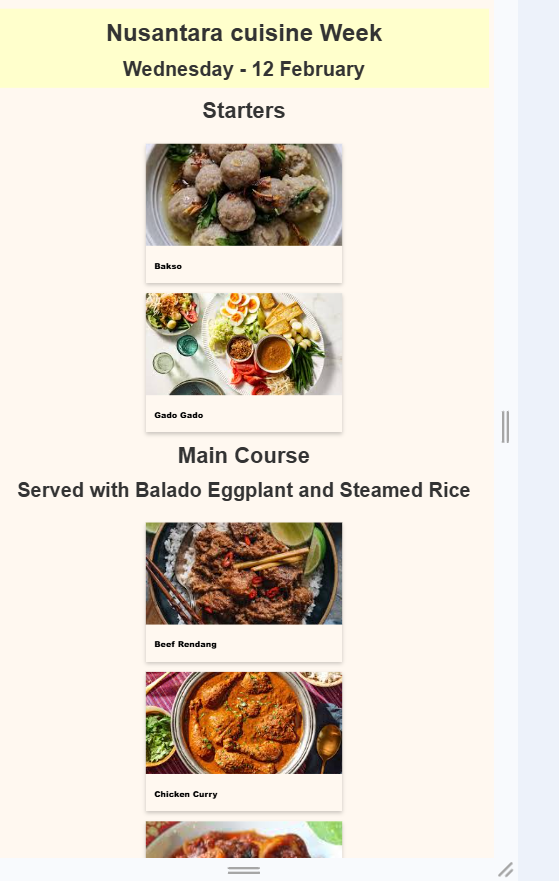 Nusantara cuisine Week
Wednesday - 12 February
Starters
Bakso
Gado Gado
Main Course
Served with Balado Eggplant and Steamed Rice
Beef Rendang
Chicken Curry